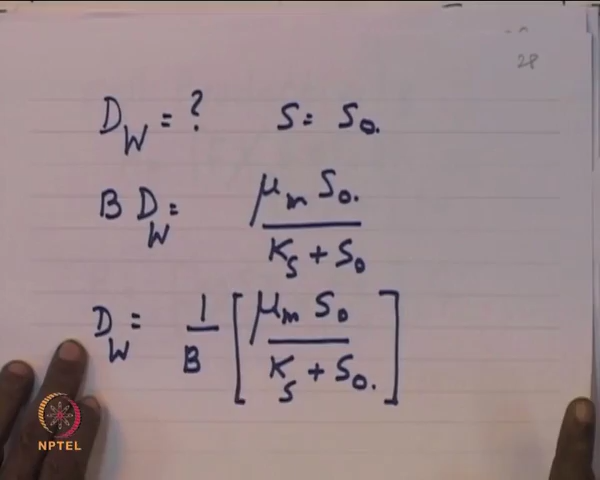 28
D_W = ? S = S_0.
B D_W = μ_m S_0. / K_S + S_0
D_W = 1/B [ μ_m S_0 / K_S + S_0. ]
NPTEL